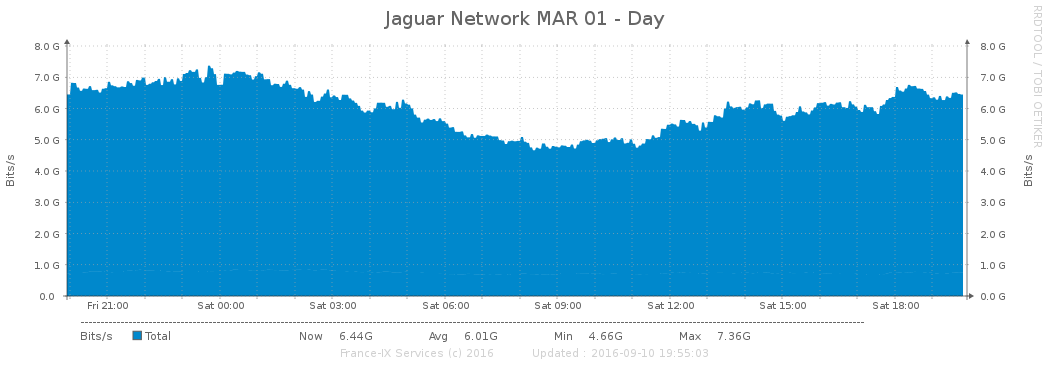 Jaguar Network MAR 01 - Day
RRDTOOL / TOBI OETIKER
8.0 G 8.0 G
7.0 G 7.0 G
6.0 G 6.0 G
5.0 G 5.0 G
4.0 G 4.0 G
3.0 G 3.0 G
2.0 G 2.0 G
1.0 G 1.0 G
0.0 0.0 G
Bits/s Bits/s
Fri 21:00 Sat 00:00 Sat 03:00 Sat 06:00 Sat 09:00 Sat 12:00 Sat 15:00 Sat 18:00
Bits/s Total Now 6.44G Avg 6.01G Min 4.66G Max 7.36G
France-IX Services (c) 2016 Updated : 2016-09-10 19:55:03